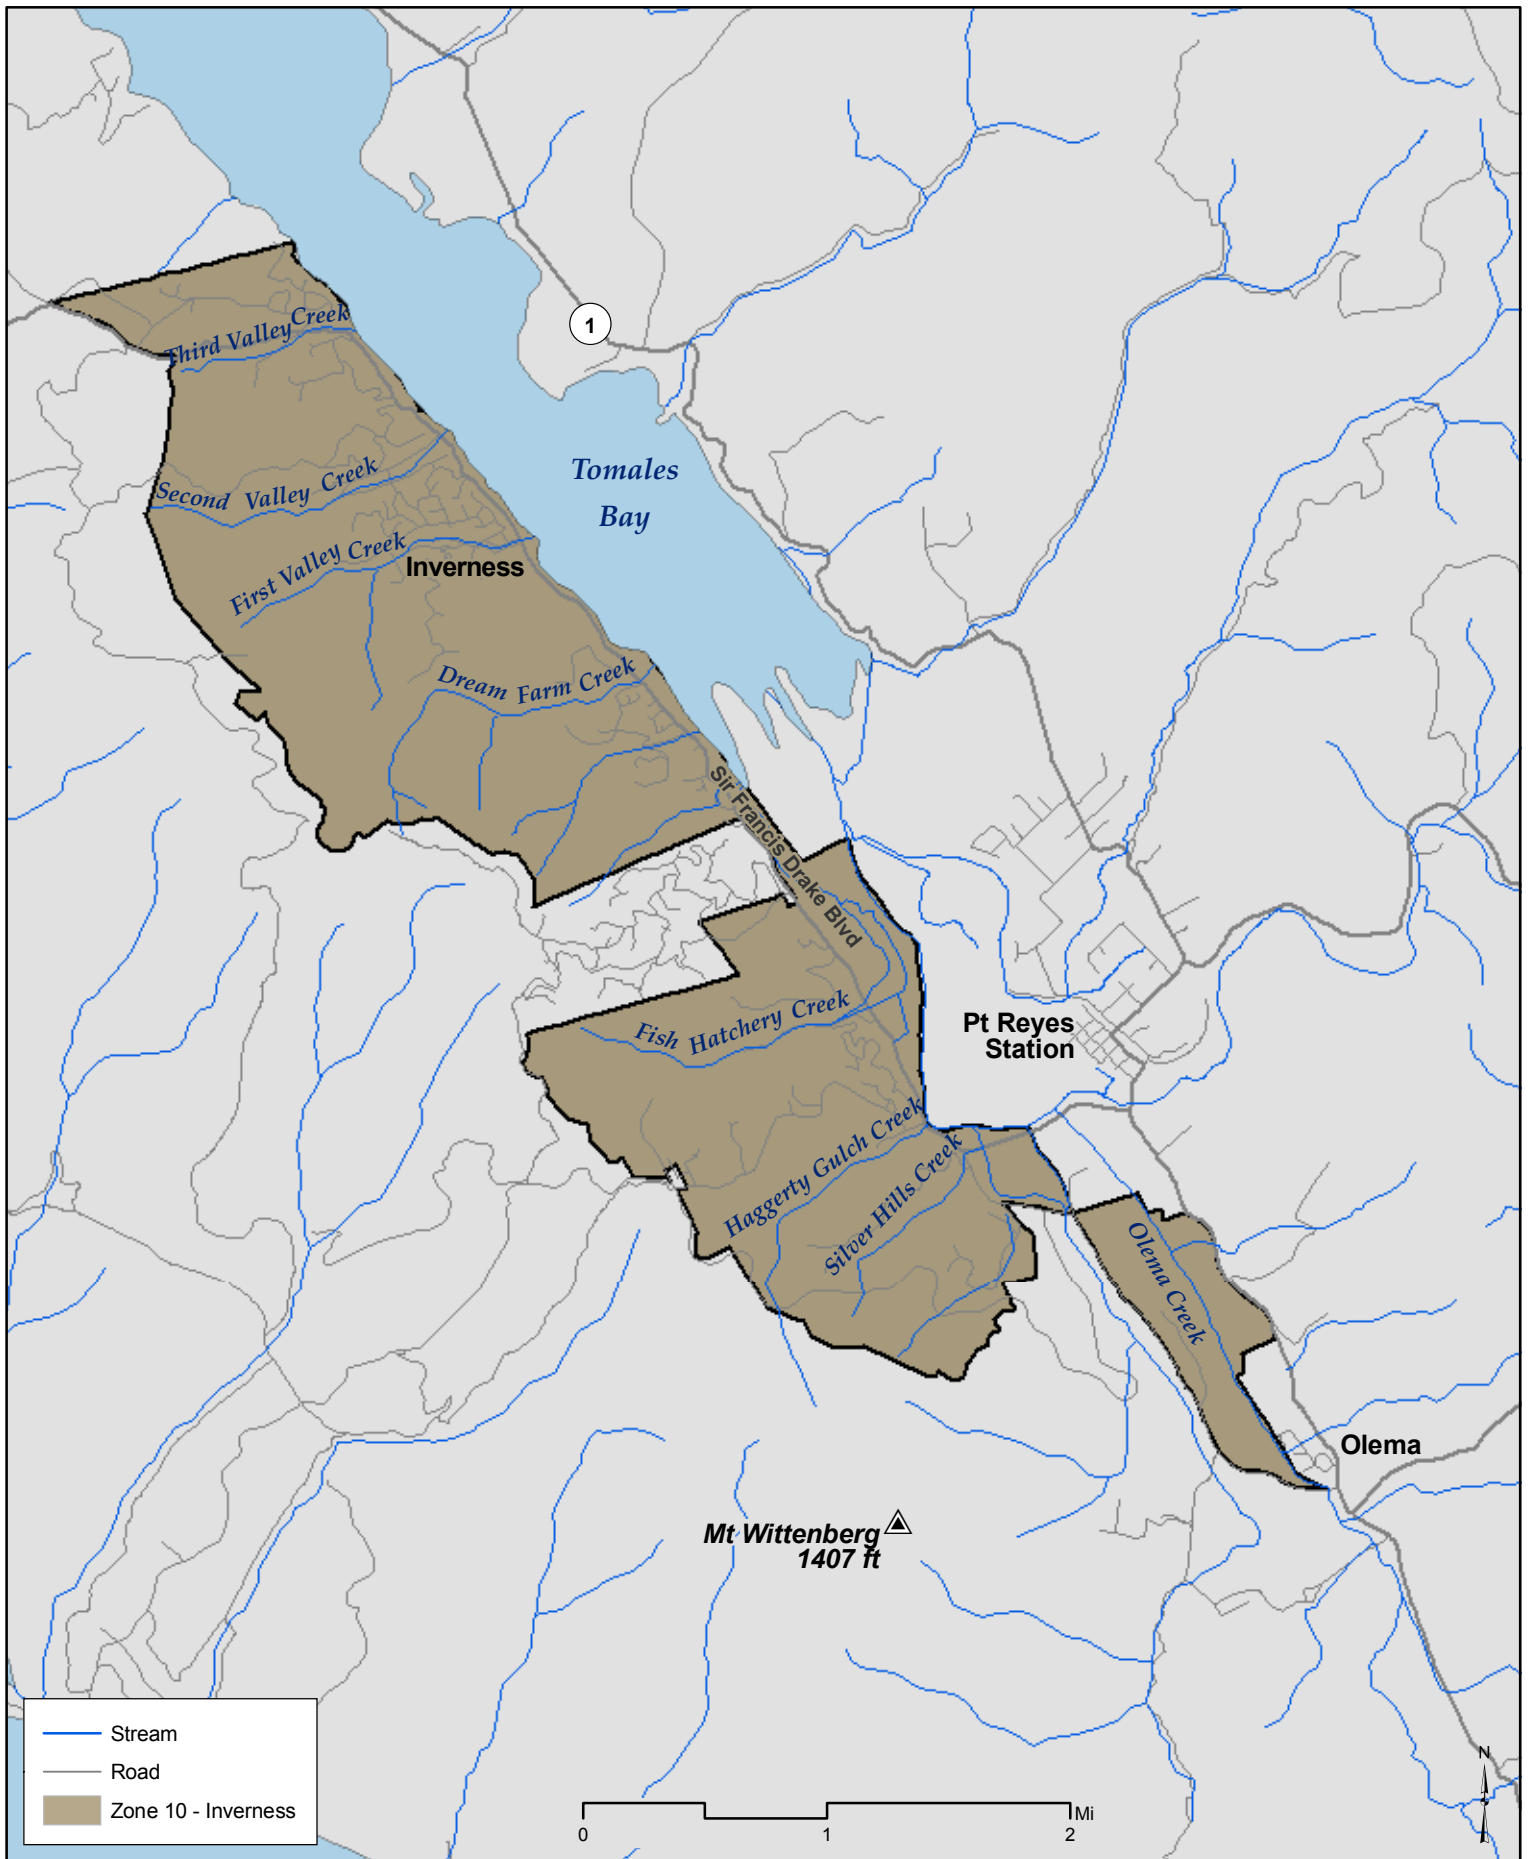 1
Third Valley Creek
Tomales
Bay
Second Valley Creek
First Valley Creek
Inverness
Dream Farm Creek
Sir Francis Drake Blvd
Fish Hatchery Creek
Pt Reyes
Station
Haggerty Gulch Creek
Silver Hills Creek
Olema Creek
Olema
Mt Wittenberg
1407 ft
Stream
Road
Zone 10 - Inverness
Mi
0 1 2
N